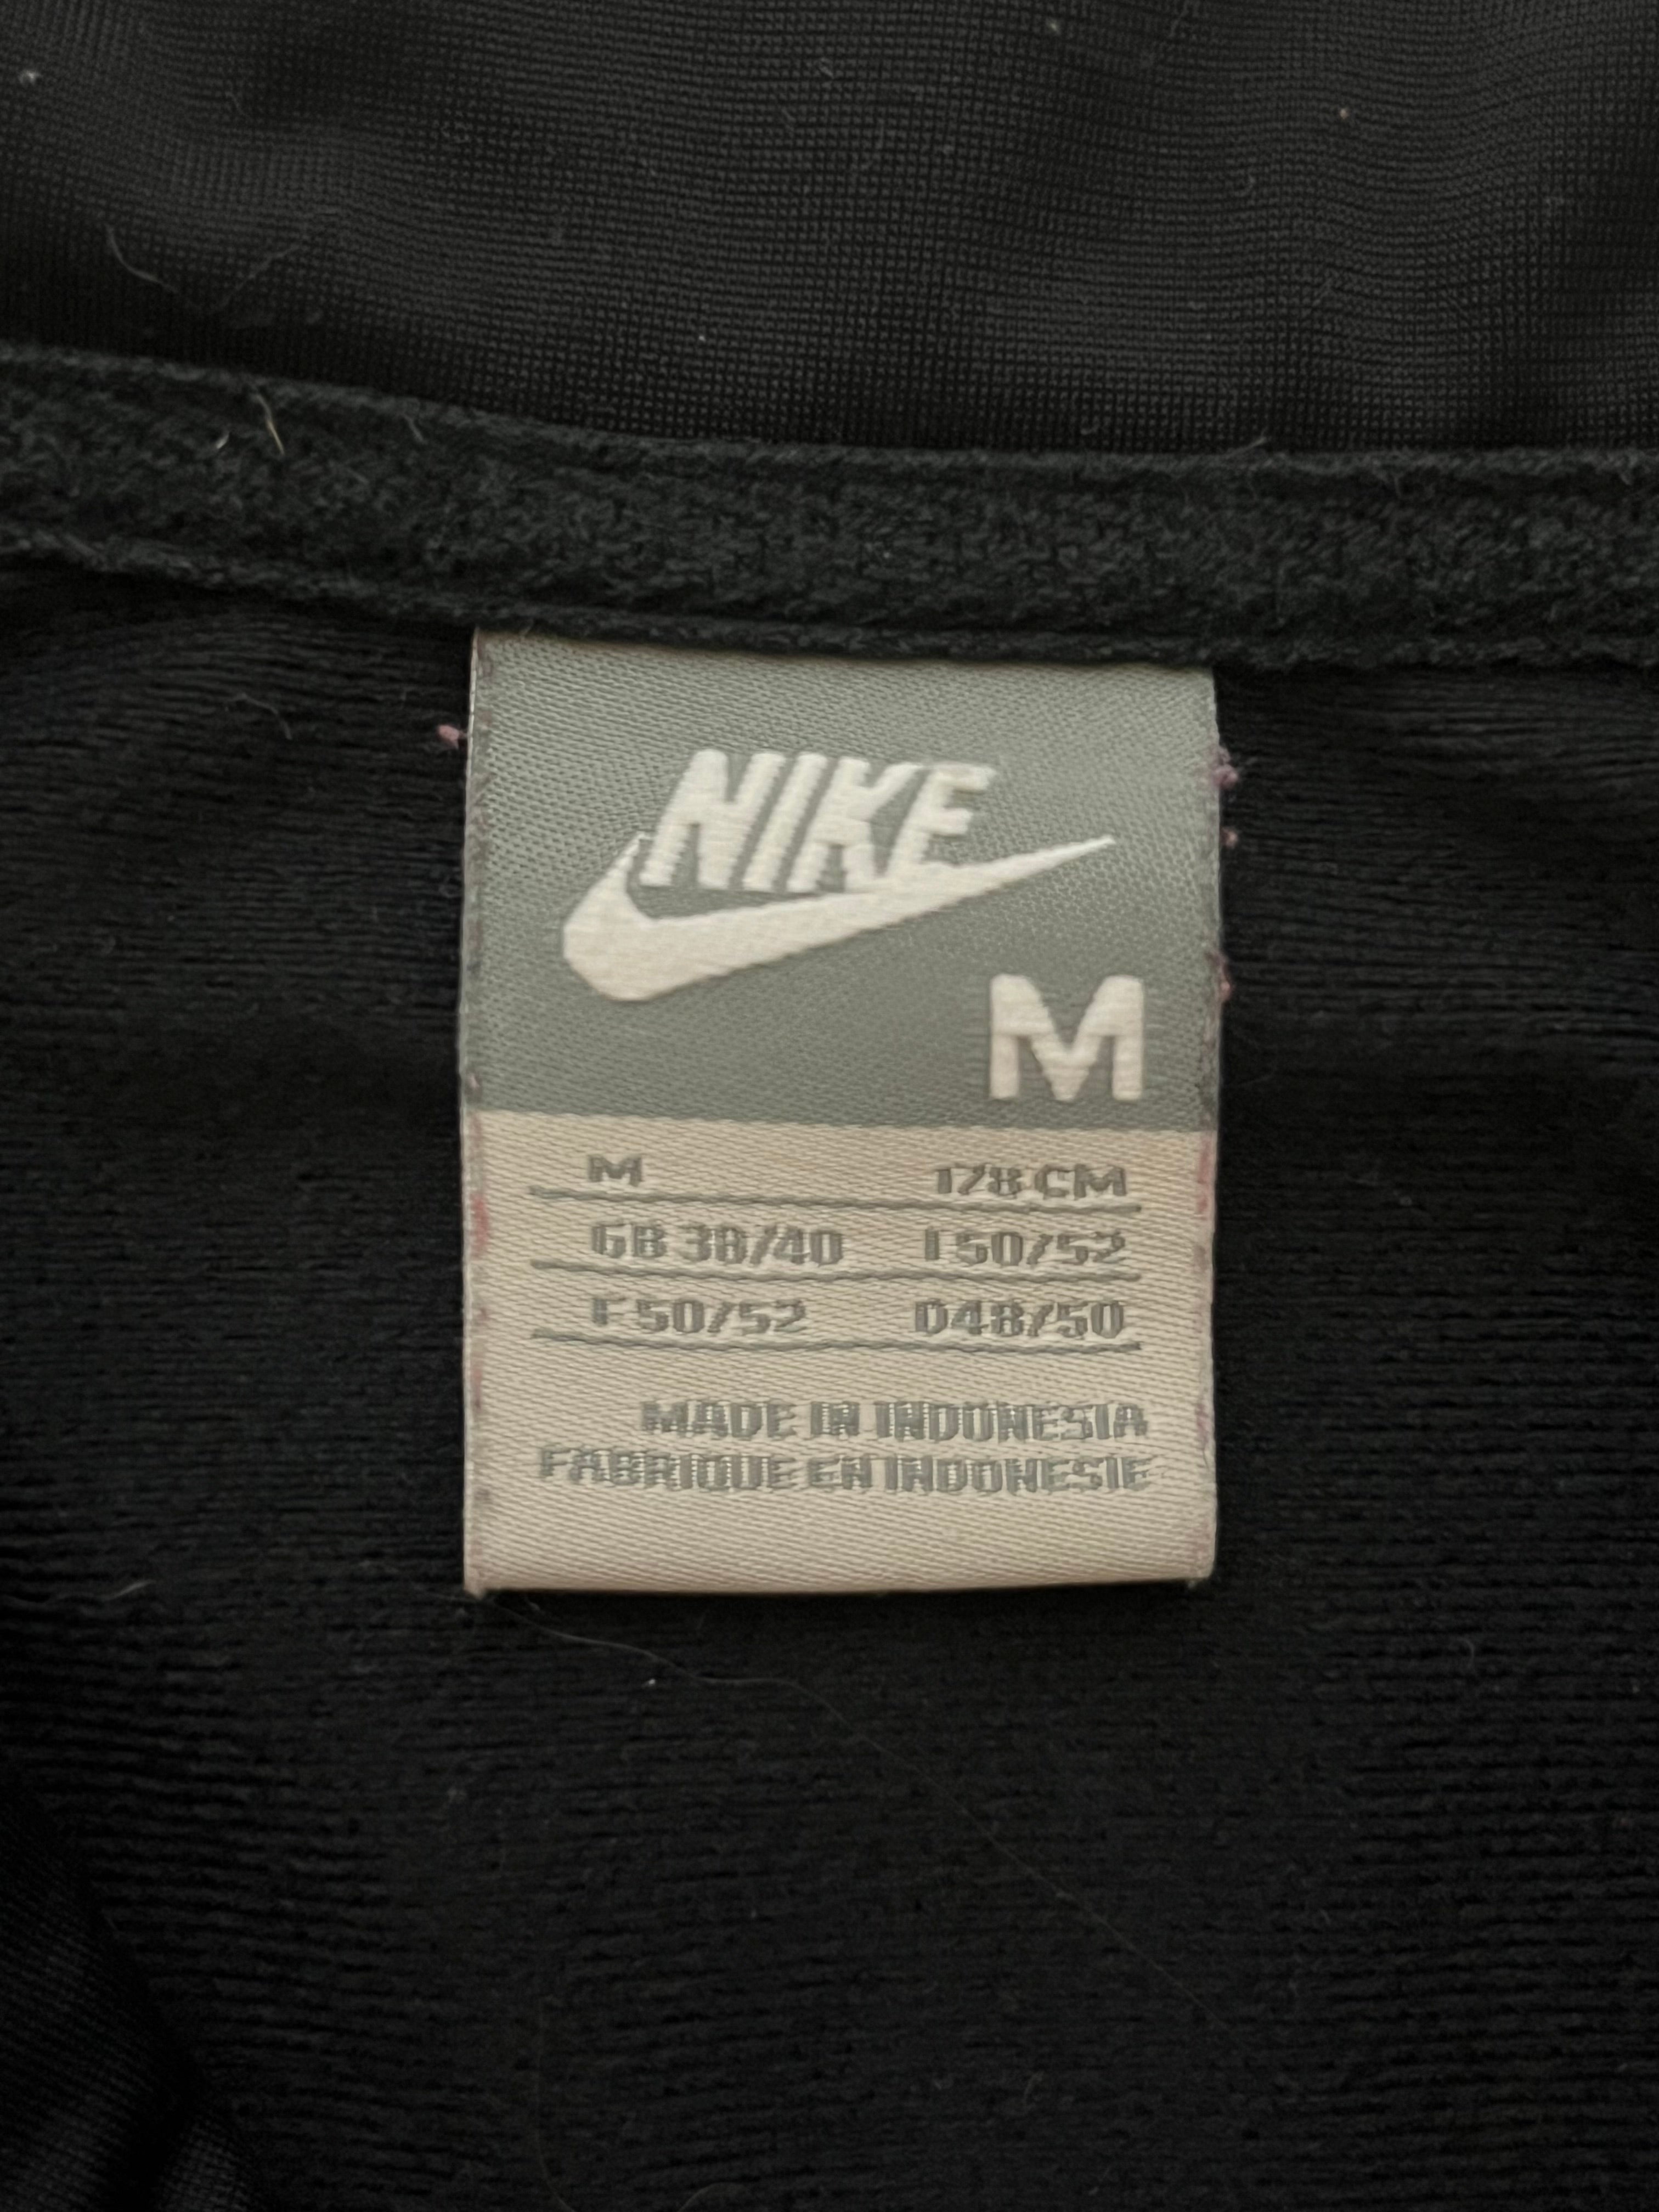 NIKE
M
M 178 CM
GB 38/40 I 50/52
F 50/52 D 48/50
MADE IN INDONESIA
FABRIQUE EN INDONESIE